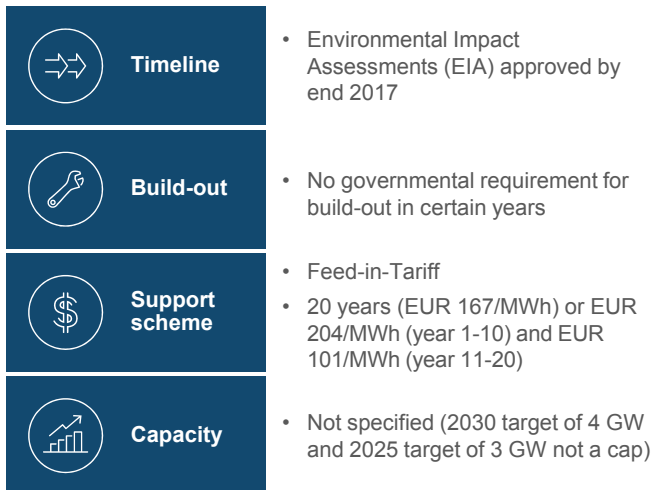 Timeline
• Environmental Impact
Assessments (EIA) approved by
end 2017
Build-out
• No governmental requirement for
build-out in certain years
Support
scheme
• Feed-in-Tariff
• 20 years (EUR 167/MWh) or EUR
204/MWh (year 1-10) and EUR
101/MWh (year 11-20)
Capacity
• Not specified (2030 target of 4 GW
and 2025 target of 3 GW not a cap)